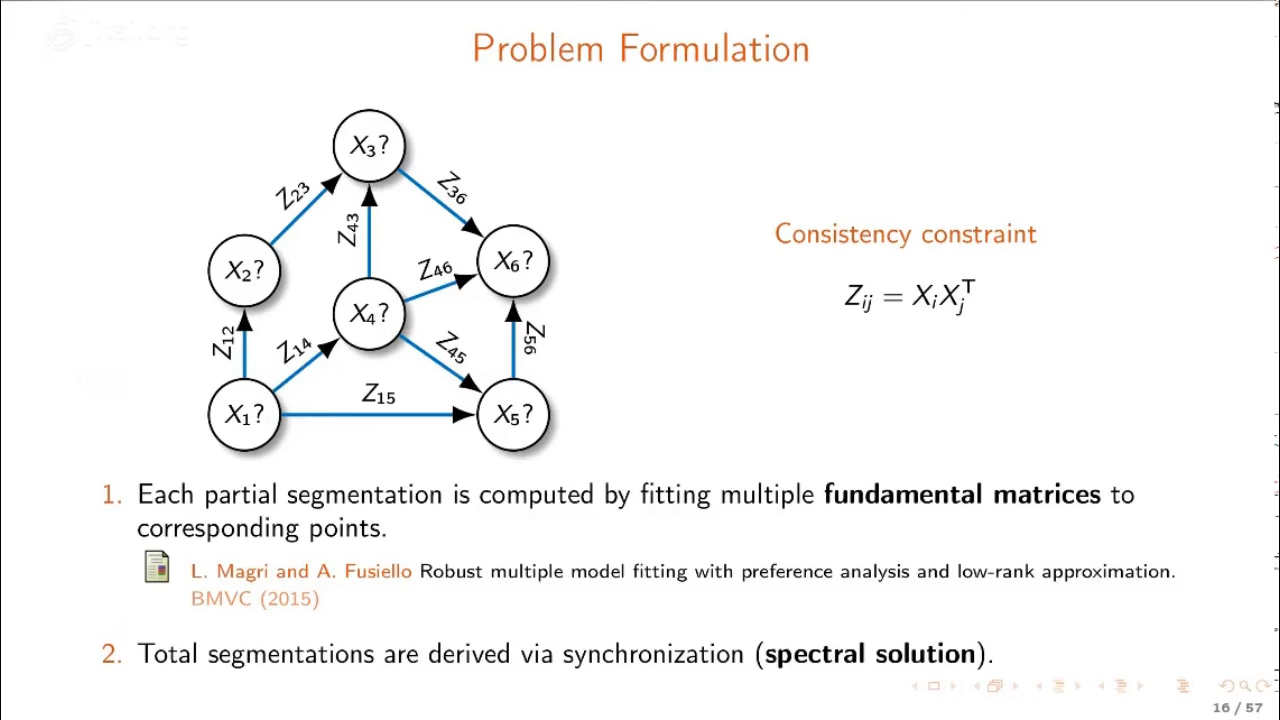 Problem Formulation
X₃?
Z₂₃
Z₃₆
Z₄₃
X₂?
Z₄₆
X₆?
Consistency constraint
Z_ij = X_i X_j^T
X₄?
Z₁₂
Z₁₄
Z₄₅
Z₅₆
Z₁₅
X₁?
X₅?
1. Each partial segmentation is computed by fitting multiple fundamental matrices to
corresponding points.
L. Magri and A. Fusiello Robust multiple model fitting with preference analysis and low-rank approximation.
BMVC (2015)
2. Total segmentations are derived via synchronization (spectral solution).
16 / 57